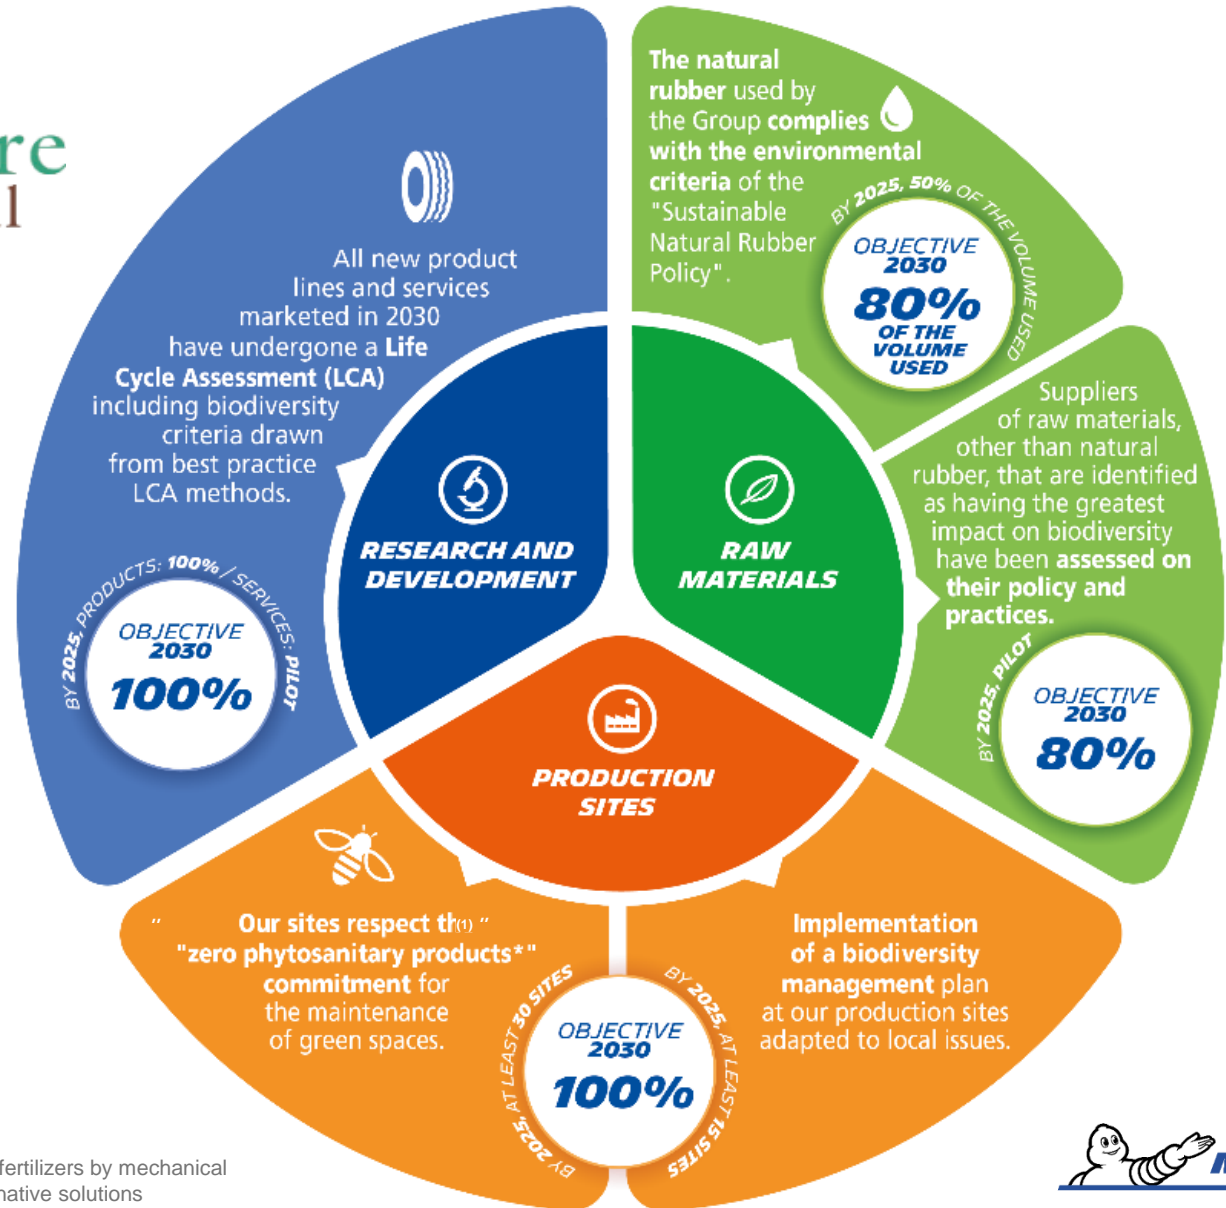 re
l
All new product
lines and services
marketed in 2030
have undergone a Life
Cycle Assessment (LCA)
including biodiversity
criteria drawn
from best practice
LCA methods.
BY 2025, PRODUCTS: 100% / SERVICES: PILOT
OBJECTIVE
2030
100%
RESEARCH AND
DEVELOPMENT
The natural
rubber used by
the Group complies
with the environmental
criteria of the
"Sustainable
Natural Rubber
Policy".
BY 2025, 50% OF THE VOLUME USED
OBJECTIVE
2030
80%
OF THE
VOLUME
USED
RAW
MATERIALS
Suppliers
of raw materials,
other than natural
rubber, that are identified
as having the greatest
impact on biodiversity
have been assessed on
their policy and
practices.
BY 2025, PILOT
OBJECTIVE
2030
80%
PRODUCTION
SITES
" Our sites respect th(1) "
"zero phytosanitary products*"
commitment for
the maintenance
of green spaces.
BY 2025, AT LEAST 30 SITES
OBJECTIVE
2030
100%
BY 2025, AT LEAST 15 SITES
Implementation
of a biodiversity
management plan
at our production sites
adapted to local issues.
fertilizers by mechanical
native solutions